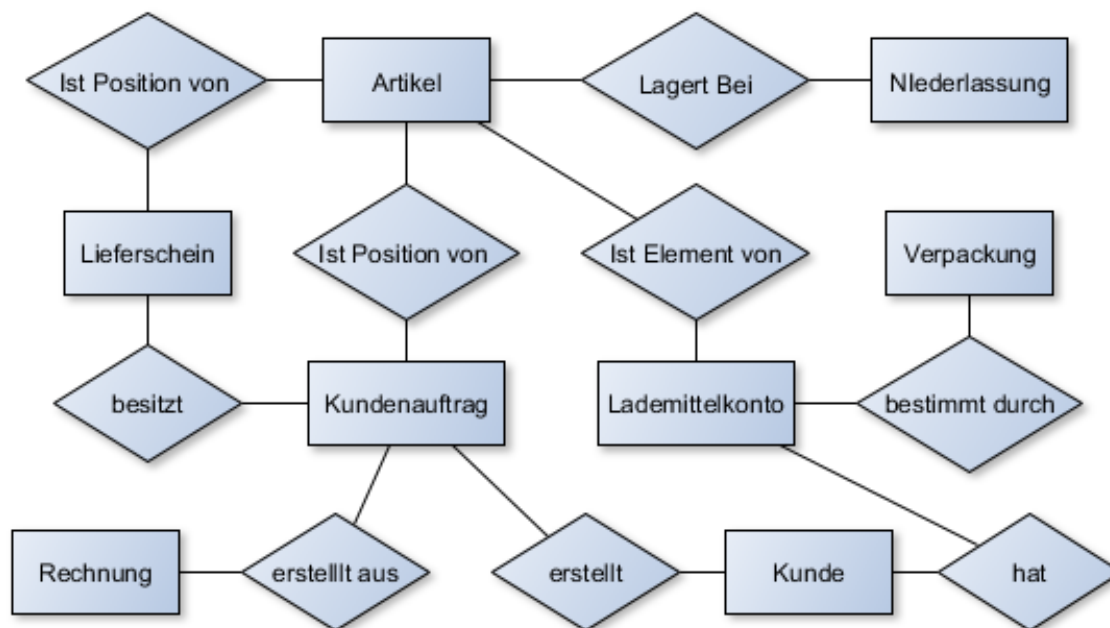 Ist Position von
Artikel
Lagert Bei
NIederlassung
Lieferschein
Ist Position von
Ist Element von
Verpackung
besitzt
Kundenauftrag
Lademittelkonto
bestimmt durch
Rechnung
erstelllt aus
erstellt
Kunde
hat